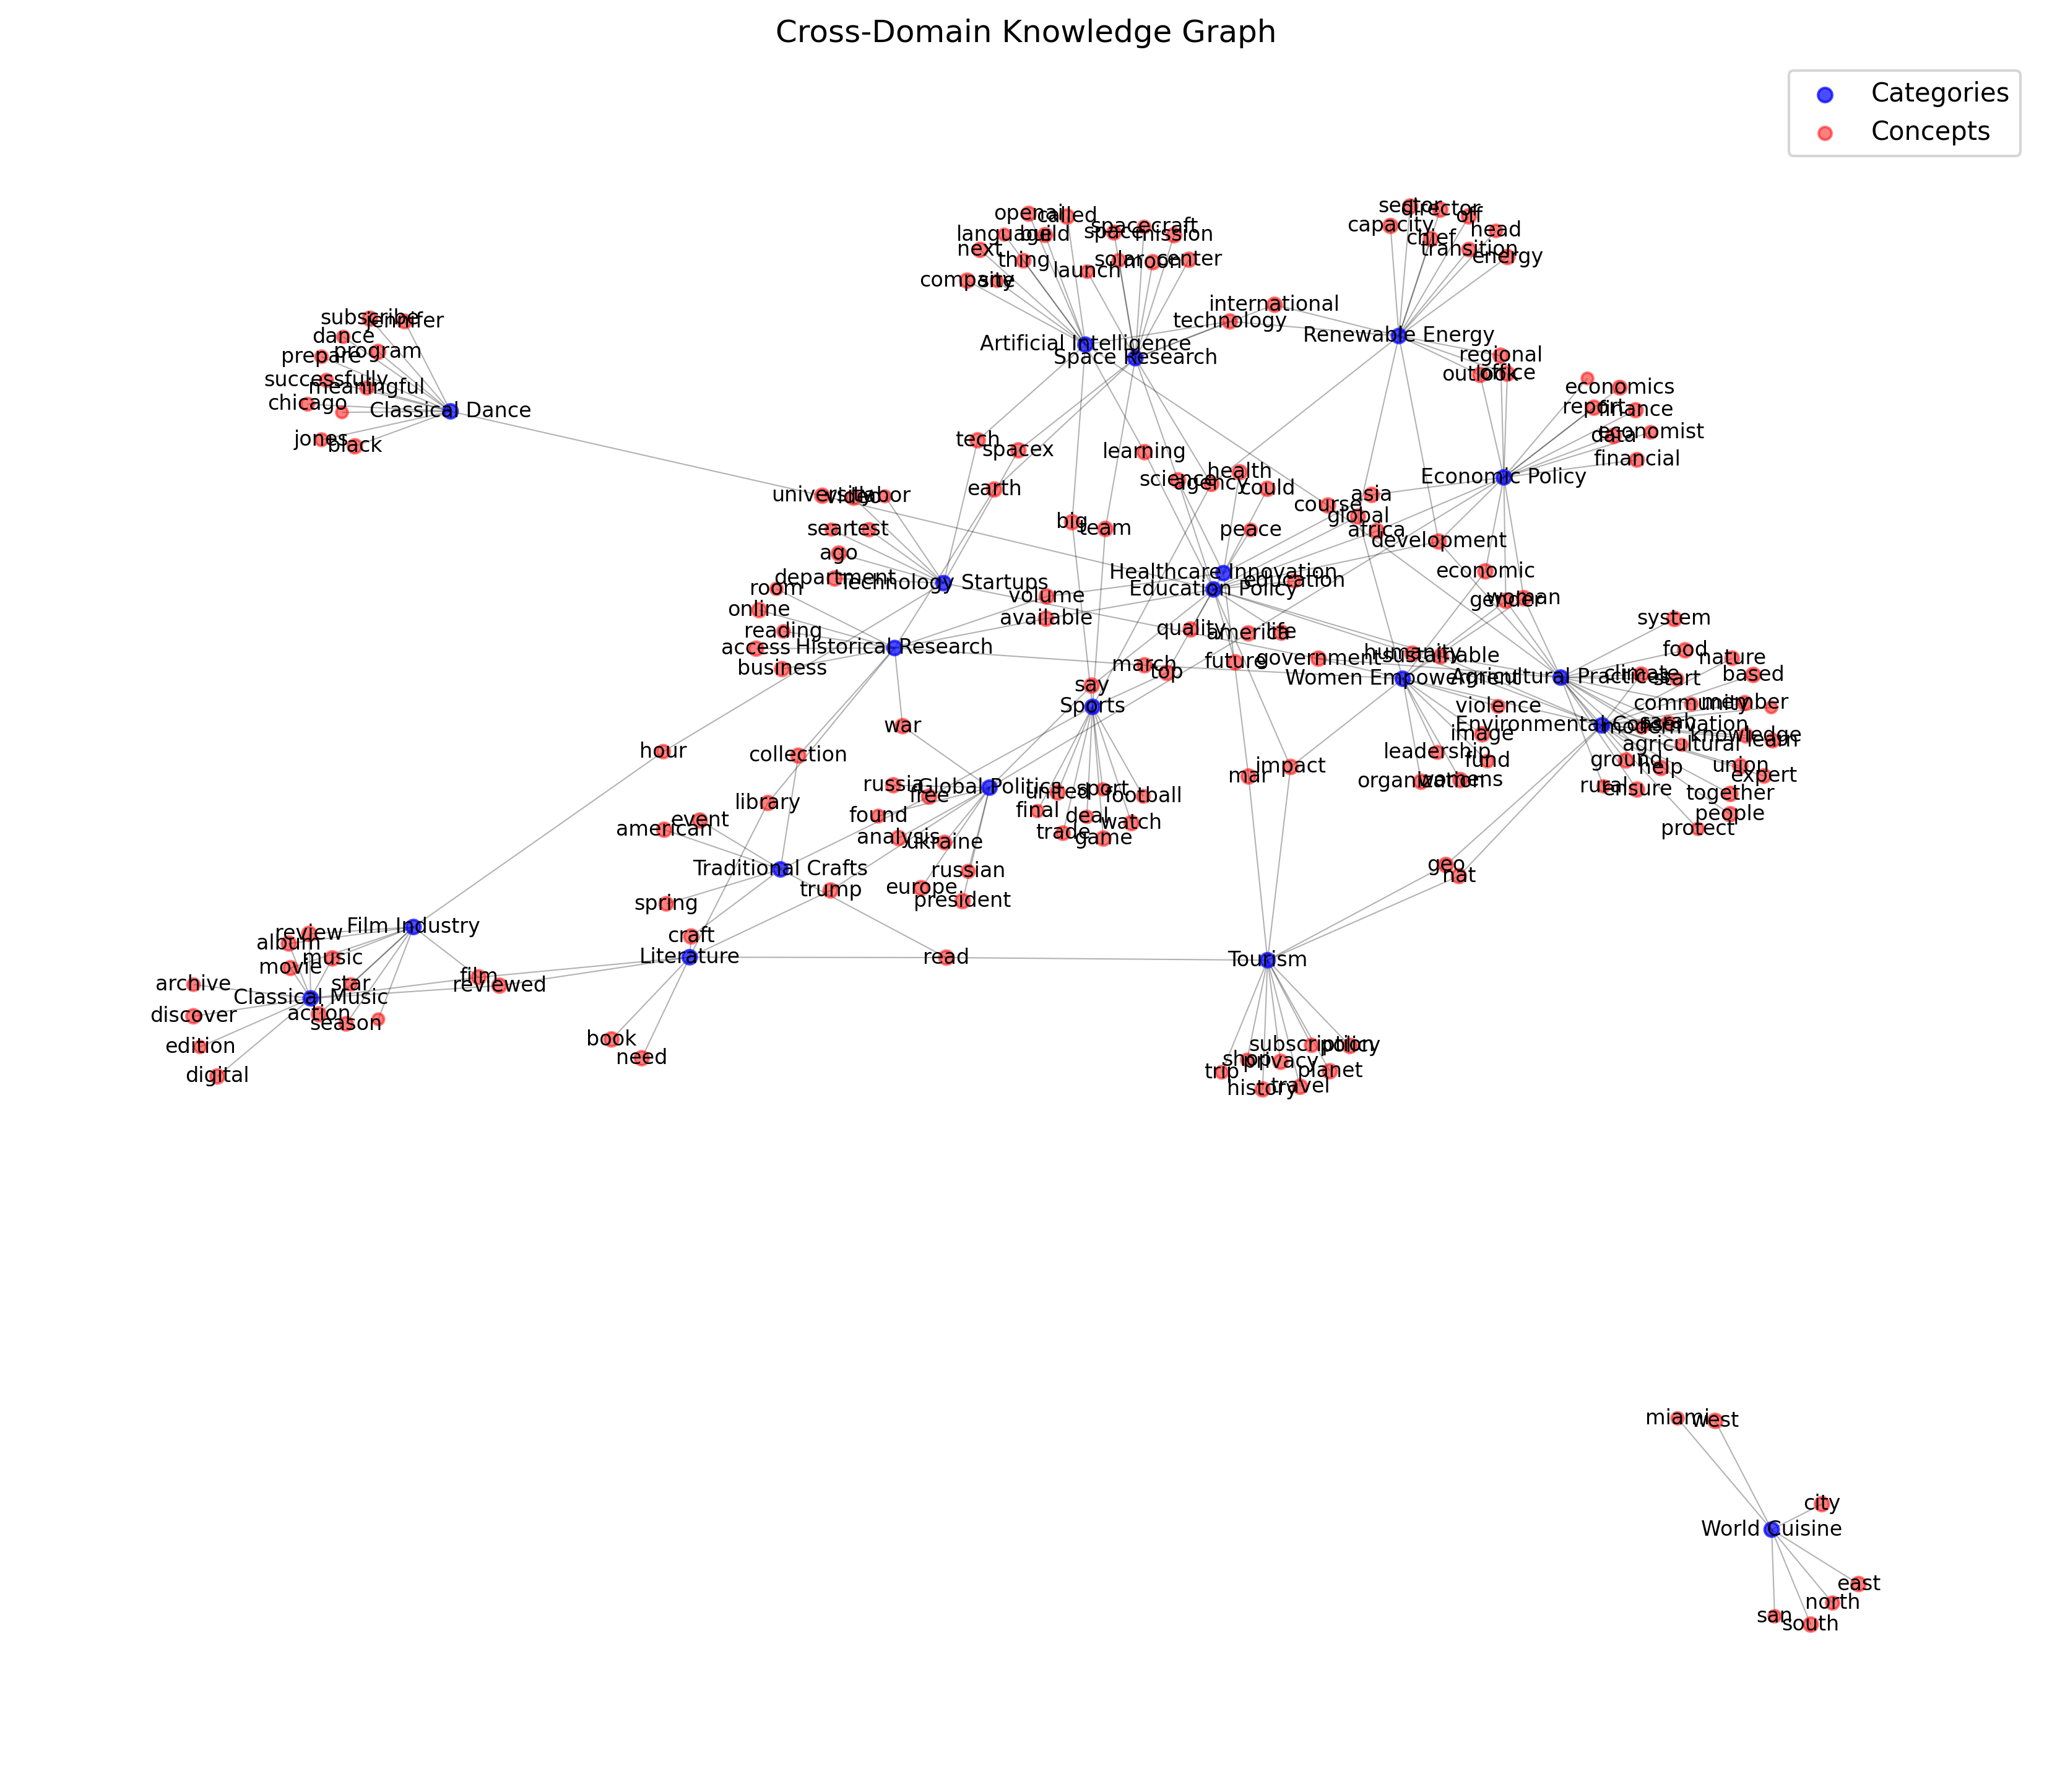 Cross-Domain Knowledge Graph
Categories
Concepts
openai
called
language
build
next
thing
company
launch
spacecraft
space
mission
solar
moon
center
sector
director
off
capacity
chief
head
transition
energy
international
technology
Artificial Intelligence
Space Research
Renewable Energy
regional
outlook
office
economics
report
finance
data
economist
financial
Economic Policy
subscribe
jennifer
dance
prepare
program
successfully
meaningful
chicago
Classical Dance
jones
black
tech
spacex
learning
science
agency
health
could
earth
university
video
labor
test
ago
department
Technology Startups
big
team
peace
course
asia
global
africa
development
economic
gender
woman
Healthcare Innovation
Education Policy
education
room
online
reading
access
business
Historical Research
volume
available
quality
america
life
march
top
future
government
humanity
sustainable
Women Empowerment
Agricultural Practices
system
food
nature
climate
start
based
community
member
Environmental Conservation
modern
knowledge
learn
agricultural
ground
help
union
expert
rural
ensure
together
people
protect
violence
image
leadership
fund
organization
womens
say
Sports
war
hour
collection
library
event
american
russia
Global Politics
free
found
analysis
ukraine
russian
europe
president
united
sport
football
final
deal
watch
trade
game
mar
impact
geo
nat
Traditional Crafts
trump
spring
craft
Literature
read
Tourism
review
Film Industry
album
music
movie
film
reviewed
archive
star
Classical Music
discover
action
season
edition
digital
book
need
subscription
policy
shop
privacy
trip
planet
history
travel
miami
west
city
World Cuisine
east
north
san
south